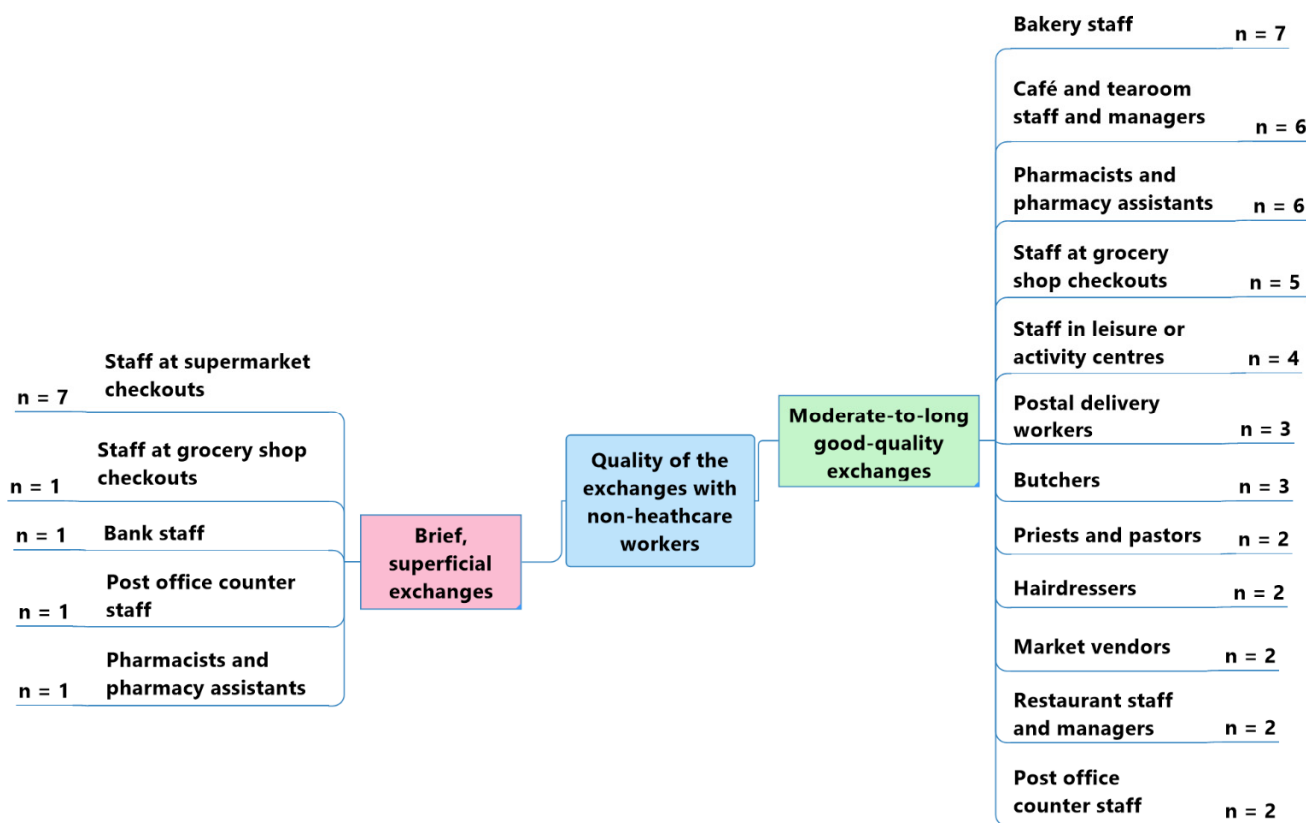 Staff at supermarket
checkouts
n = 7
Staff at grocery shop
checkouts
n = 1
Bank staff
n = 1
Post office counter
staff
n = 1
Pharmacists and
pharmacy assistants
n = 1
Brief,
superficial
exchanges
Quality of the
exchanges with
non-heathcare
workers
Moderate-to-long
good-quality
exchanges
Bakery staff
n = 7
Café and tearoom
staff and managers
n = 6
Pharmacists and
pharmacy assistants
n = 6
Staff at grocery
shop checkouts
n = 5
Staff in leisure or
activity centres
n = 4
Postal delivery
workers
n = 3
Butchers
n = 3
Priests and pastors
n = 2
Hairdressers
n = 2
Market vendors
n = 2
Restaurant staff
and managers
n = 2
Post office
counter staff
n = 2